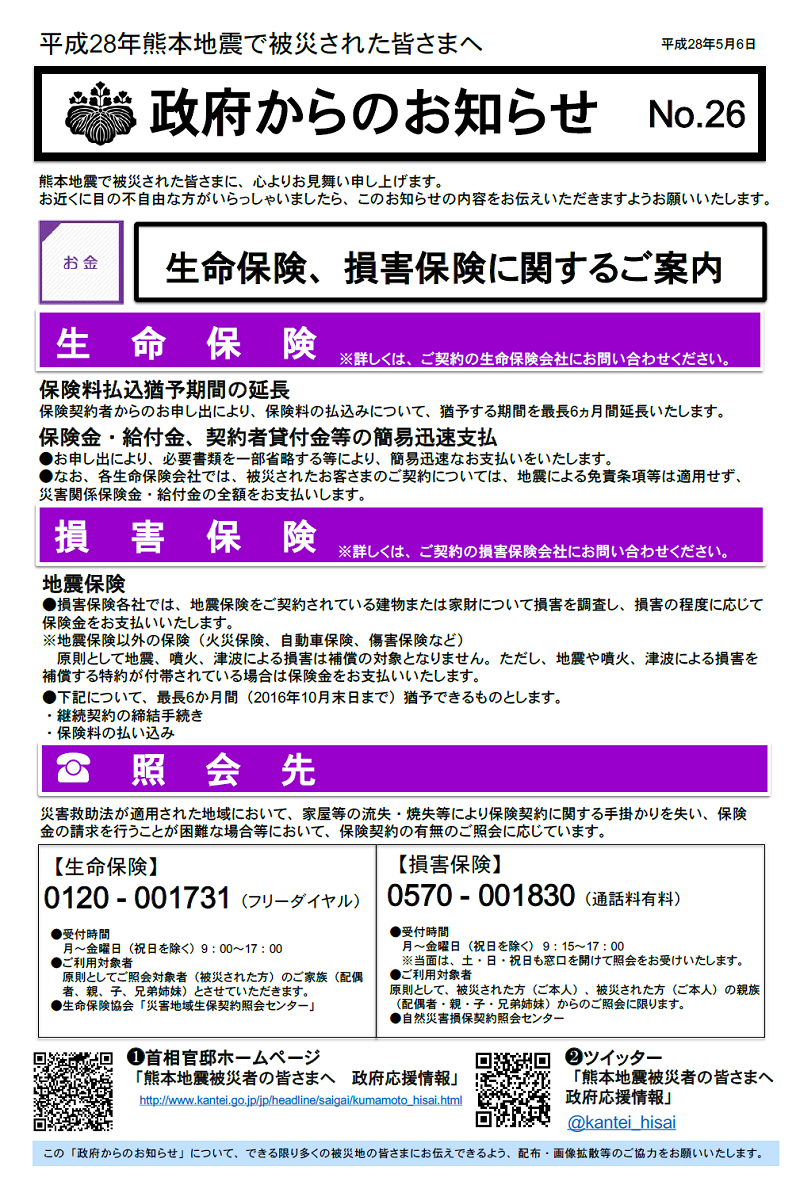 平成28年熊本地震で被災された皆さまへ
平成28年5月6日
政府からのお知らせ No.26
熊本地震で被災された皆さまに、心よりお見舞い申し上げます。
お近くに目の不自由な方がいらっしゃいましたら、このお知らせの内容をお伝えいただきますようお願いいたします。
お金
生命保険、損害保険に関するご案内
生命保険 ※詳しくは、ご契約の生命保険会社にお問い合わせください。
保険料払込猶予期間の延長
保険契約者からのお申し出により、保険料の払込みについて、猶予する期間を最長6ヵ月間延長いたします。
保険金・給付金、契約者貸付金等の簡易迅速支払
●お申し出により、必要書類を一部省略する等により、簡易迅速なお支払いをいたします。
●なお、各生命保険会社では、被災されたお客さまのご契約については、地震による免責条項等は適用せず、
災害関係保険金・給付金の全額をお支払いします。
損害保険 ※詳しくは、ご契約の損害保険会社にお問い合わせください。
地震保険
●損害保険各社では、地震保険をご契約されている建物または家財について損害を調査し、損害の程度に応じて
保険金をお支払いいたします。
※地震保険以外の保険（火災保険、自動車保険、傷害保険など）
原則として地震、噴火、津波による損害は補償の対象となりません。ただし、地震や噴火、津波による損害を
補償する特約が付帯されている場合は保険金をお支払いいたします。
●下記について、最長6か月間（2016年10月末日まで）猶予できるものとします。
・継続契約の締結手続き
・保険料の払い込み
☎ 照会先
災害救助法が適用された地域において、家屋等の流失・焼失等により保険契約に関する手掛かりを失い、保険
金の請求を行うことが困難な場合等において、保険契約の有無のご照会に応じています。
【生命保険】
0120 - 001731（フリーダイヤル）
●受付時間
月～金曜日（祝日を除く）9：00～17：00
●ご利用対象者
原則としてご照会対象者（被災された方）のご家族（配偶
者、親、子、兄弟姉妹）とさせていただきます。
●生命保険協会「災害地域生保契約照会センター」
【損害保険】
0570 - 001830（通話料有料）
●受付時間
月～金曜日（祝日を除く）9：15～17：00
※当面は、土・日・祝日も窓口を開けて照会をお受けいたします。
●ご利用対象者
原則として、被災された方（ご本人）、被災された方（ご本人）の親族
（配偶者・親・子・兄弟姉妹）からのご照会に限ります。
●自然災害損保契約照会センター
❶首相官邸ホームページ
「熊本地震被災者の皆さまへ　政府応援情報」
http://www.kantei.go.jp/jp/headline/saigai/kumamoto_hisai.html
❷ツイッター
「熊本地震被災者の皆さまへ
政府応援情報」
@kantei_hisai
この「政府からのお知らせ」について、できる限り多くの被災地の皆さまにお伝えできるよう、配布・画像拡散等のご協力をお願いいたします。